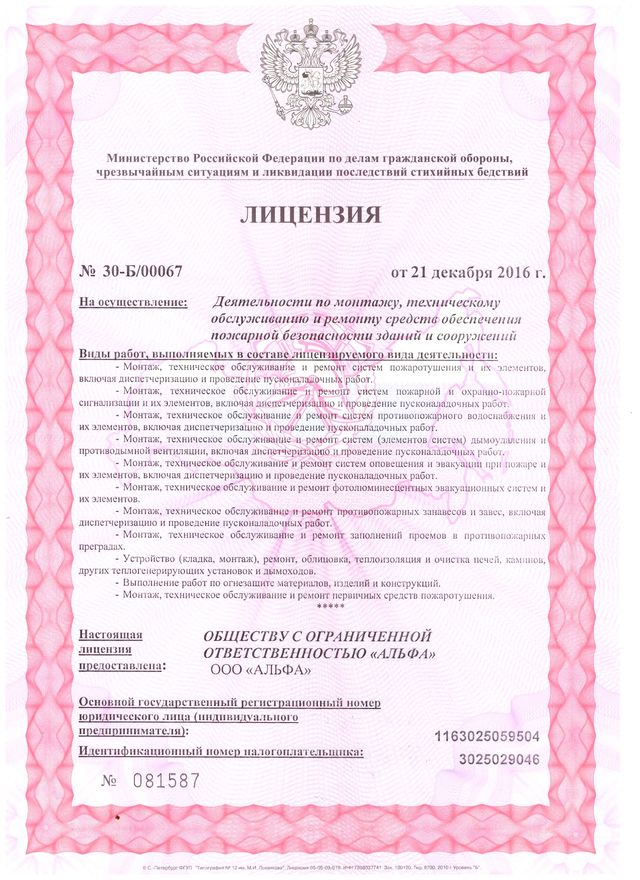 Министерство Российской Федерации по делам гражданской обороны,
чрезвычайным ситуациям и ликвидации последствий стихийных бедствий
ЛИЦЕНЗИЯ
№ 30-Б/00067
от 21 декабря 2016 г.
На осуществление: Деятельности по монтажу, техническому
обслуживанию и ремонту средств обеспечения
пожарной безопасности зданий и сооружений
Виды работ, выполняемых в составе лицензируемого вида деятельности:
- Монтаж, техническое обслуживание и ремонт систем пожаротушения и их элементов,
включая диспетчеризацию и проведение пусконаладочных работ.
- Монтаж, техническое обслуживание и ремонт систем пожарной и охранно-пожарной
сигнализации и их элементов, включая диспетчеризацию и проведение пусконаладочных работ.
- Монтаж, техническое обслуживание и ремонт систем противопожарного водоснабжения и
их элементов, включая диспетчеризацию и проведение пусконаладочных работ.
- Монтаж, техническое обслуживание и ремонт систем (элементов систем) дымоудаления и
противодымной вентиляции, включая диспетчеризацию и проведение пусконаладочных работ.
- Монтаж, техническое обслуживание и ремонт систем оповещения и эвакуации при пожаре и
их элементов, включая диспетчеризацию и проведение пусконаладочных работ.
- Монтаж, техническое обслуживание и ремонт фотолюминесцентных эвакуационных систем и
их элементов.
- Монтаж, техническое обслуживание и ремонт противопожарных занавесов и завес, включая
диспетчеризацию и проведение пусконаладочных работ.
- Монтаж, техническое обслуживание и ремонт заполнений проемов в противопожарных
преградах.
- Устройство (кладка, монтаж), ремонт, облицовка, теплоизоляция и очистка печей, каминов,
других теплогенерирующих установок и дымоходов.
- Выполнение работ по огнезащите материалов, изделий и конструкций.
- Монтаж, техническое обслуживание и ремонт первичных средств пожаротушения.
*****
Настоящая
лицензия
предоставлена:
ОБЩЕСТВУ С ОГРАНИЧЕННОЙ
ОТВЕТСТВЕННОСТЬЮ «АЛЬФА»
ООО «АЛЬФА»
Основной государственный регистрационный номер
юридического лица (индивидуального
предпринимателя):
1163025059504
Идентификационный номер налогоплательщика:
3025029046
№ 081587